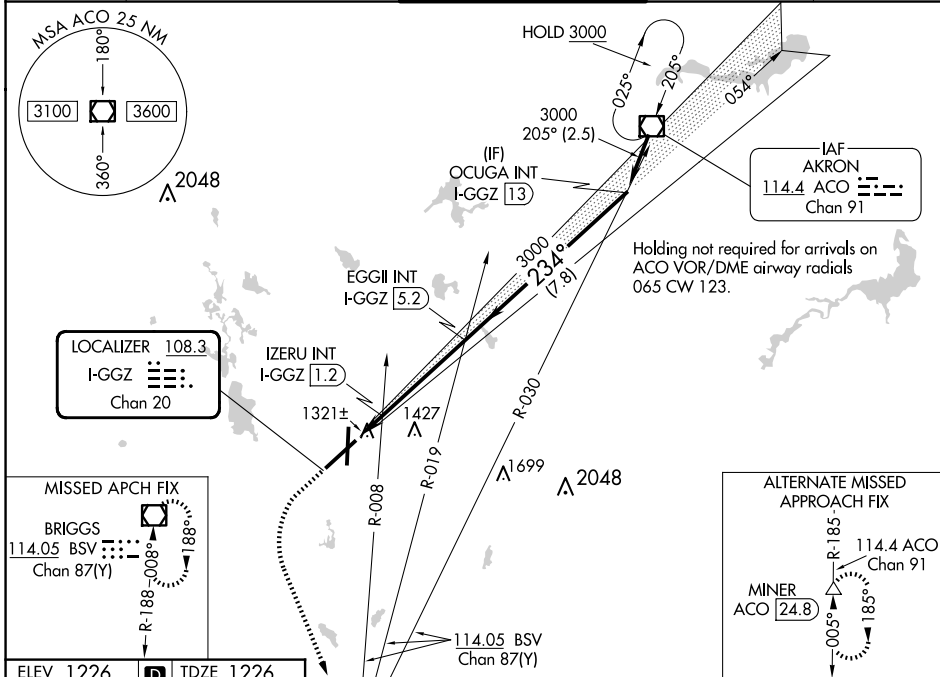 MSA ACO 25 NM
180°
3100
3600
360°
2048
HOLD 3000
025°
205°
054°
3000
205° (2.5)
(IF)
OCUGA INT
I-GGZ 13
IAF
AKRON
114.4 ACO
Chan 91
Holding not required for arrivals on
ACO VOR/DME airway radials
065 CW 123.
3000
234°
(7.8)
EGGII INT
I-GGZ 5.2
LOCALIZER 108.3
I-GGZ
Chan 20
IZERU INT
I-GGZ 1.2
1321±
1427
1699
2048
R-008
R-019
R-030
MISSED APCH FIX
BRIGGS
114.05 BSV
Chan 87(Y)
008°
188°
R-188
114.05 BSV
Chan 87(Y)
ALTERNATE MISSED
APPROACH FIX
R-185
114.4 ACO
Chan 91
MINER
ACO 24.8
005°
185°
ELEV 1226 D TDZE 1226